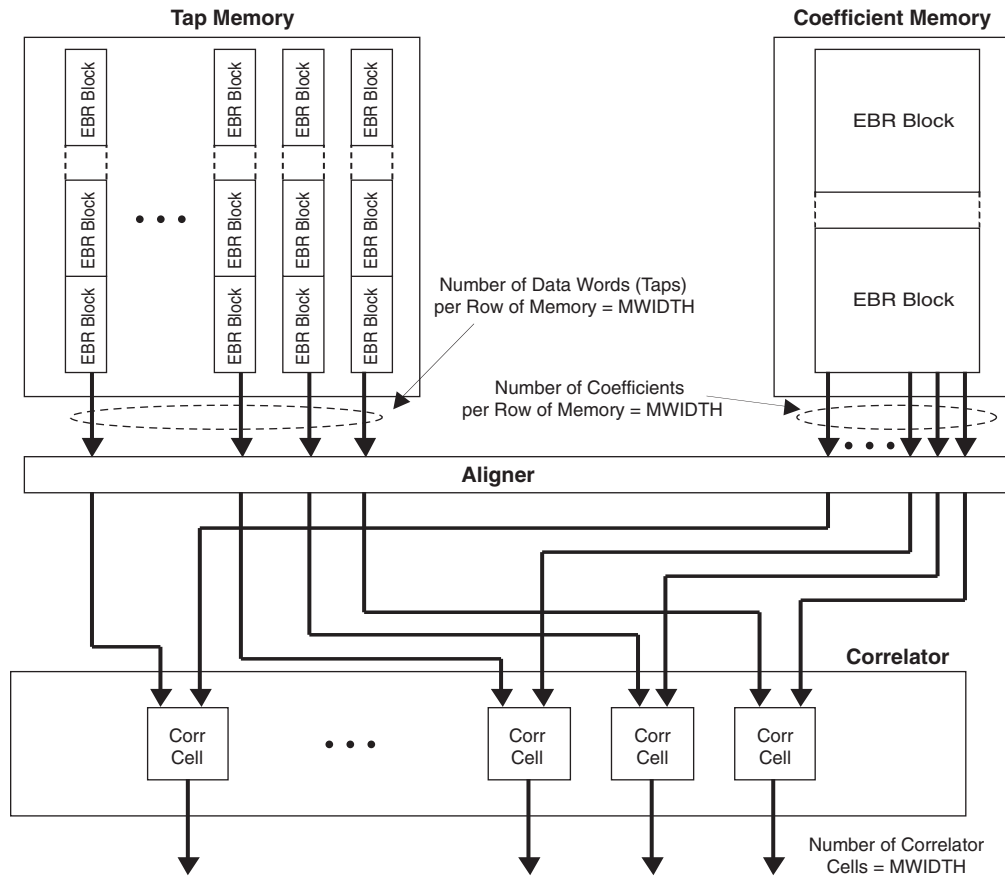 Tap Memory
Coefficient Memory
EBR Block
EBR Block
EBR Block
EBR Block
EBR Block
EBR Block
EBR Block
EBR Block
EBR Block
EBR Block
EBR Block
EBR Block
EBR Block
EBR Block
Number of Data Words (Taps)
per Row of Memory = MWIDTH
Number of Coefficients
per Row of Memory = MWIDTH
Aligner
Correlator
Corr
Cell
Corr
Cell
Corr
Cell
Corr
Cell
Number of Correlator
Cells = MWIDTH